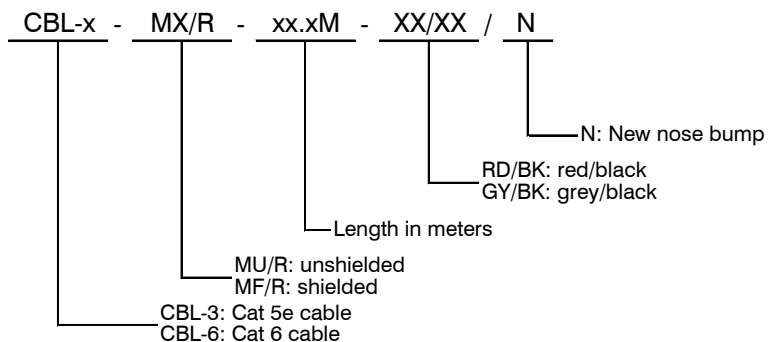 CBL-x - MX/R - xx.xM - XX/XX / N
N: New nose bump
RD/BK: red/black
GY/BK: grey/black
Length in meters
MU/R: unshielded
MF/R: shielded
CBL-3: Cat 5e cable
CBL-6: Cat 6 cable